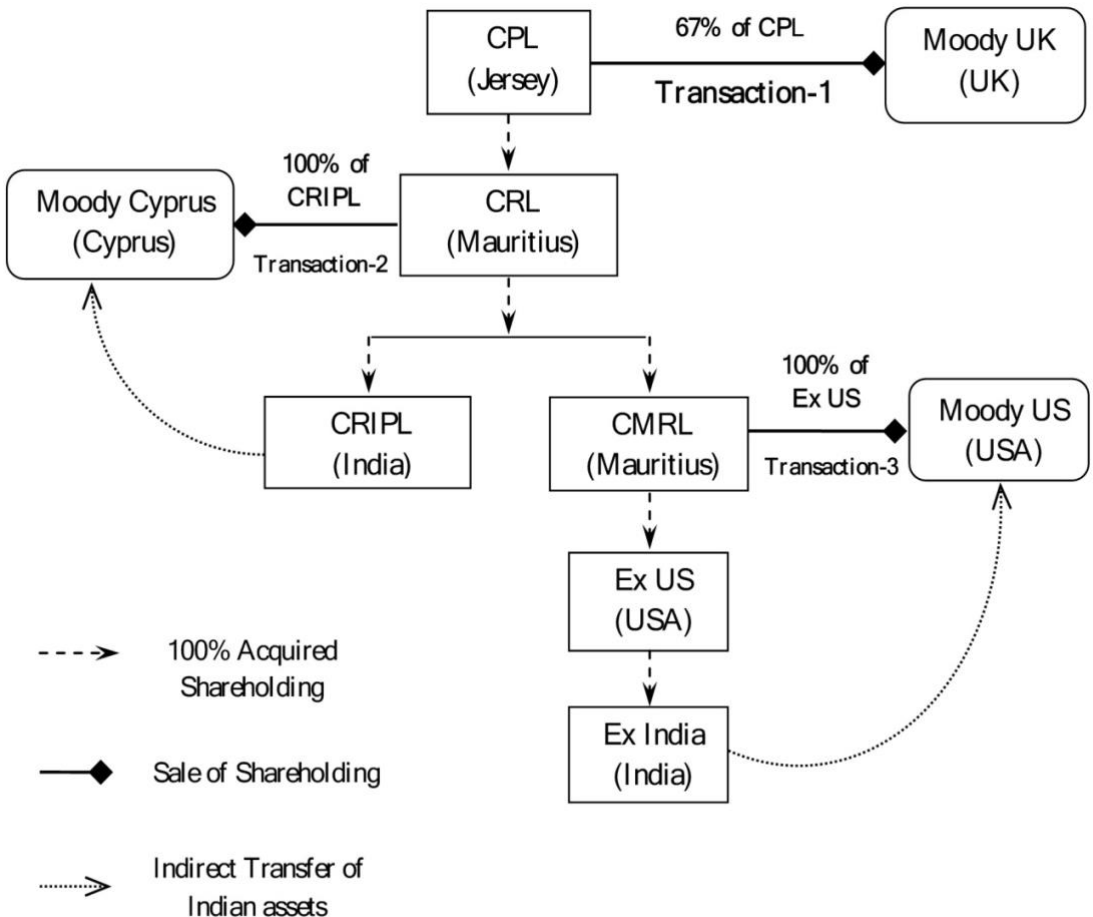 CPL
(Jersey)
67% of CPL
Transaction-1
Moody UK
(UK)
100% of
CRIPL
Transaction-2
Moody Cyprus
(Cyprus)
CRL
(Mauritius)
CRIPL
(India)
CMRL
(Mauritius)
100% of
Ex US
Transaction-3
Moody US
(USA)
Ex US
(USA)
Ex India
(India)
100% Acquired
Shareholding
Sale of Shareholding
Indirect Transfer of
Indian assets